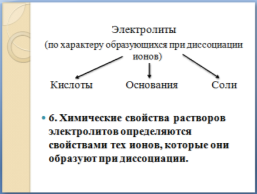 Электролиты
(по характеру образующихся при диссоциации
ионов)
Кислоты Основания Соли
6. Химические свойства растворов
электролитов определяются
свойствами тех ионов, которые они
образуют при диссоциации.